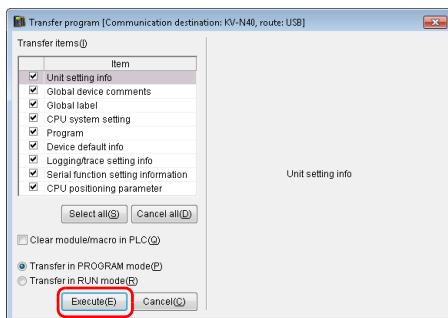 Transfer program [Communication destination: KV-N40, route: USB]
Transfer items(I)
Item
Unit setting info
Global device comments
Global label
CPU system setting
Program
Device default info
Logging/trace setting info
Serial function setting information
CPU positioning parameter
Select all(S) Cancel all(D)
Clear module/macro in PLC(Q)
Transfer in PROGRAM mode(P)
Transfer in RUN mode(R)
Execute(E) Cancel(C)
Unit setting info